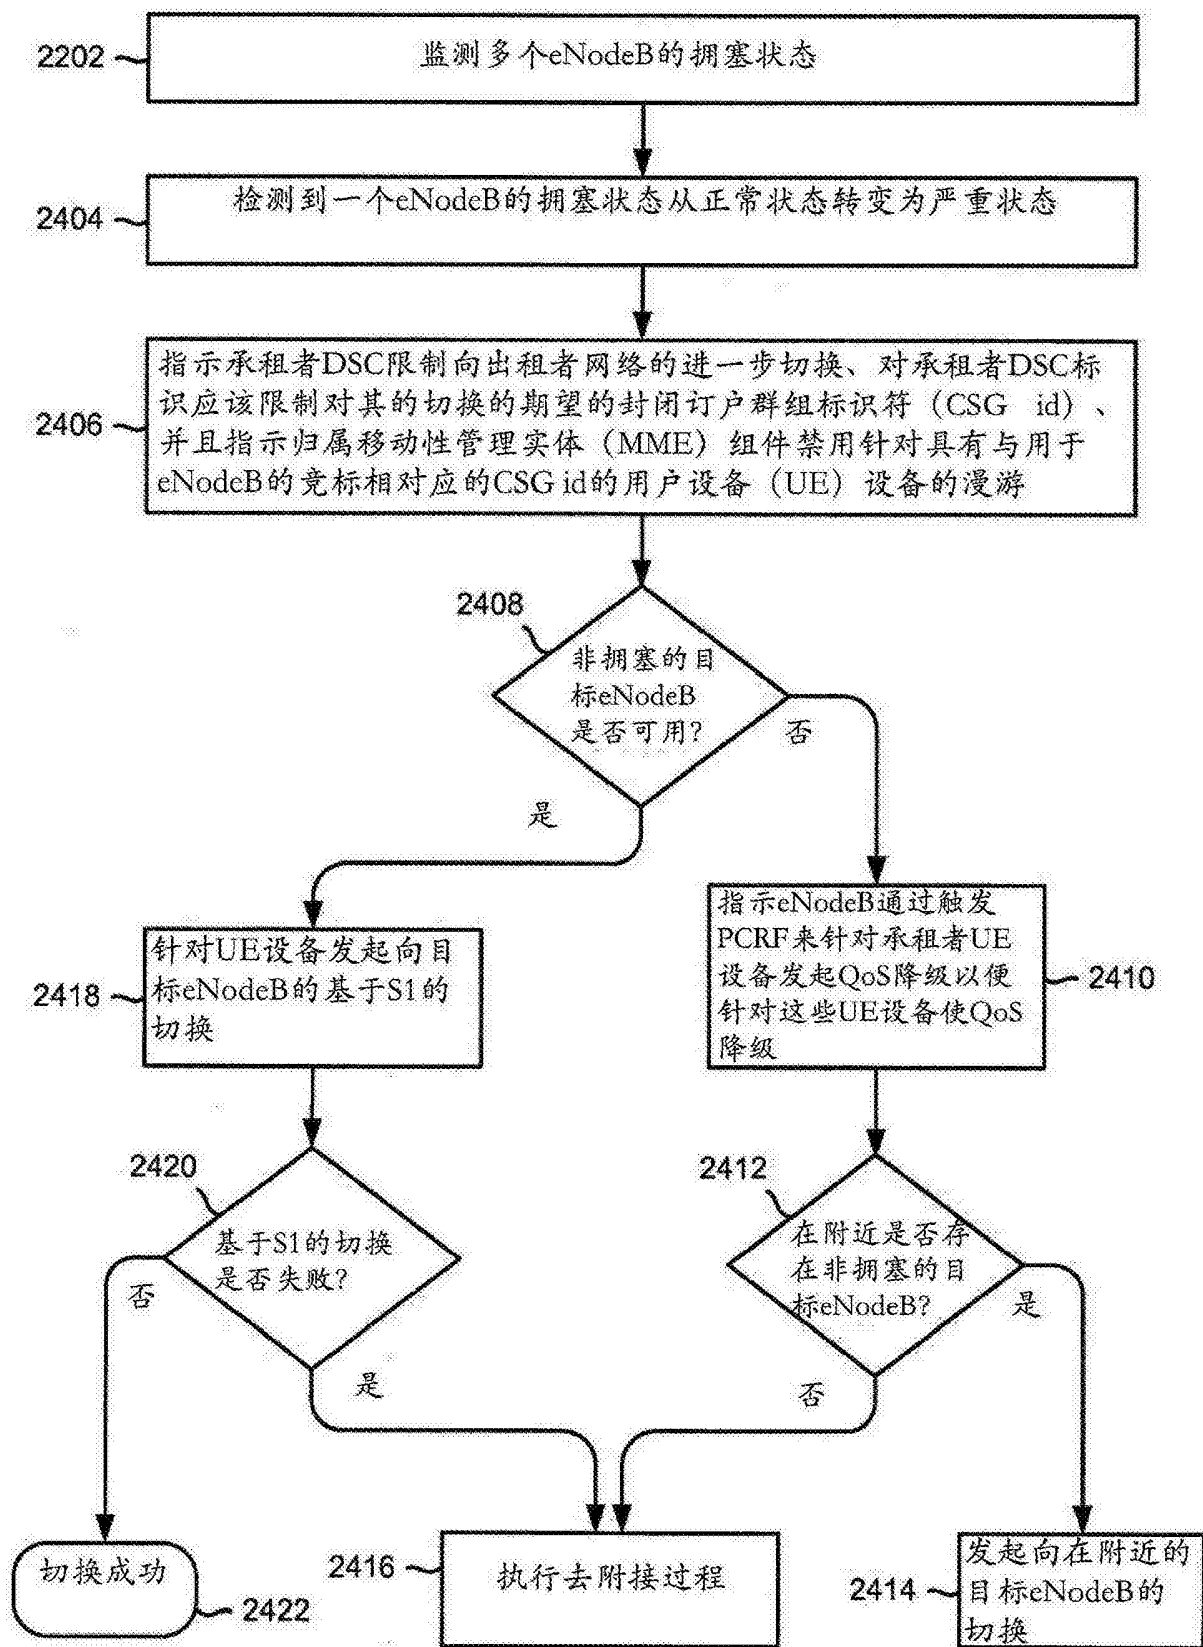 2202
监测多个eNodeB的拥塞状态
2404
检测到一个eNodeB的拥塞状态从正常状态转变为严重状态
2406
指示承租者DSC限制向出租者网络的进一步切换、对承租者DSC标
识应该限制对其的切换的期望的封闭订户群组标识符（CSG id）、
并且指示归属移动性管理实体（MME）组件禁用针对具有与用于
eNodeB的竞标相对应的CSG id的用户设备（UE）设备的漫游
2408
非拥塞的目
标eNodeB
是否可用？
否
是
指示eNodeB通过触发
PCRF来针对承租者UE
设备发起QoS降级以便
针对这些UE设备使QoS
降级
2410
2418
针对UE设备发起向目
标eNodeB的基于S1的
切换
2420
基于S1的切换
是否失败？
否
是
2412
在附近是否存
在非拥塞的目
标eNodeB？
是
否
切换成功
2422
2416
执行去附接过程
2414
发起向在附近的
目标eNodeB的
切换